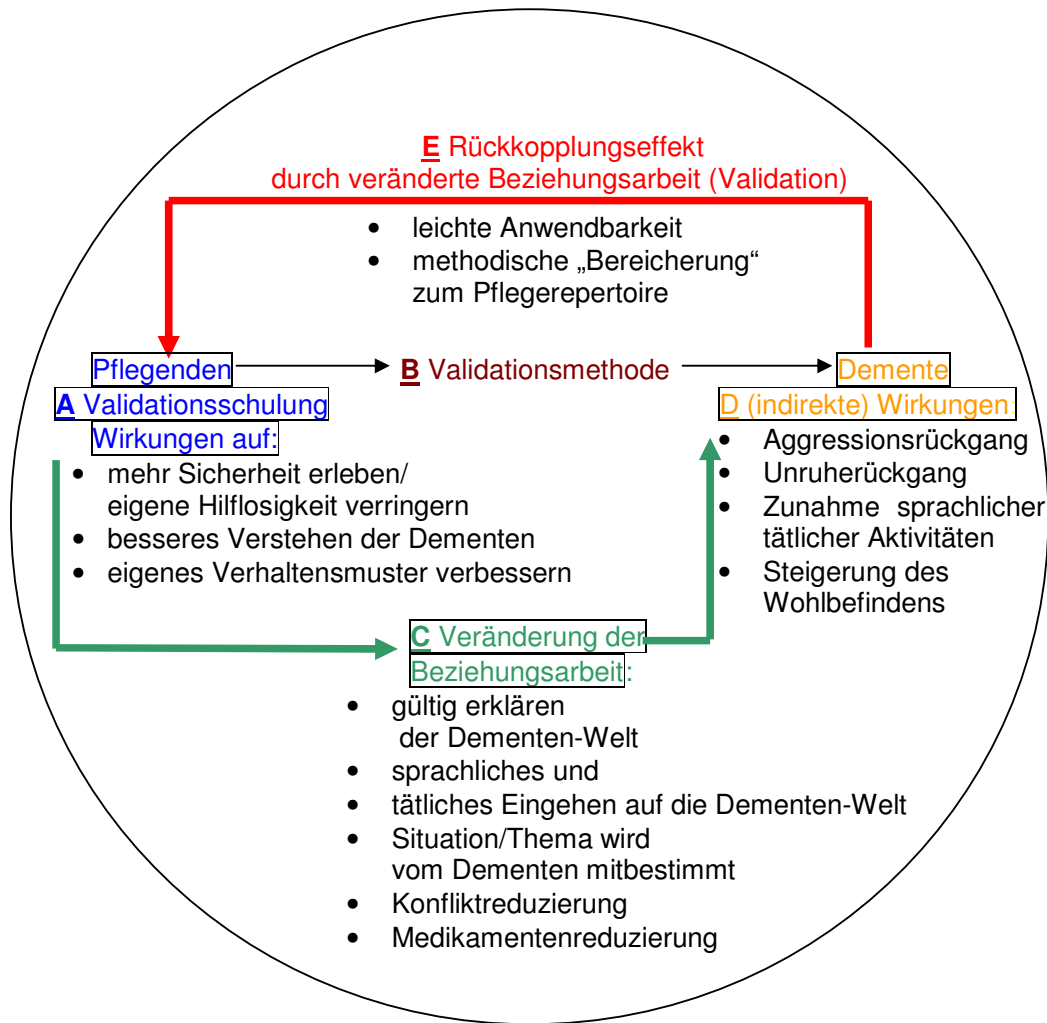 E Rückkopplungseffekt
durch veränderte Beziehungsarbeit (Validation)
• leichte Anwendbarkeit
• methodische „Bereicherung“
zum Pflegerepertoire
Pflegenden
B Validationsmethode
Demente
A Validationsschulung
Wirkungen auf:
• mehr Sicherheit erleben/
eigene Hilflosigkeit verringern
• besseres Verstehen der Dementen
• eigenes Verhaltensmuster verbessern
D (indirekte) Wirkungen:
• Aggressionsrückgang
• Unruherückgang
• Zunahme sprachlicher
tätlicher Aktivitäten
• Steigerung des
Wohlbefindens
C Veränderung der
Beziehungsarbeit:
• gültig erklären
der Dementen-Welt
• sprachliches und
• tätliches Eingehen auf die Dementen-Welt
• Situation/Thema wird
vom Dementen mitbestimmt
• Konfliktreduzierung
• Medikamentenreduzierung